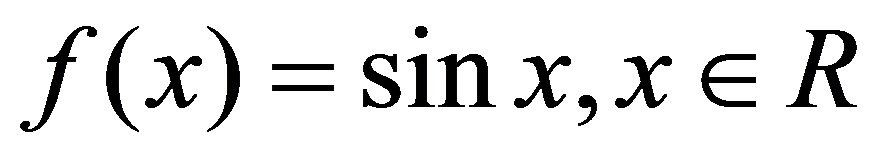 f(x) = sin x, x ∈ R